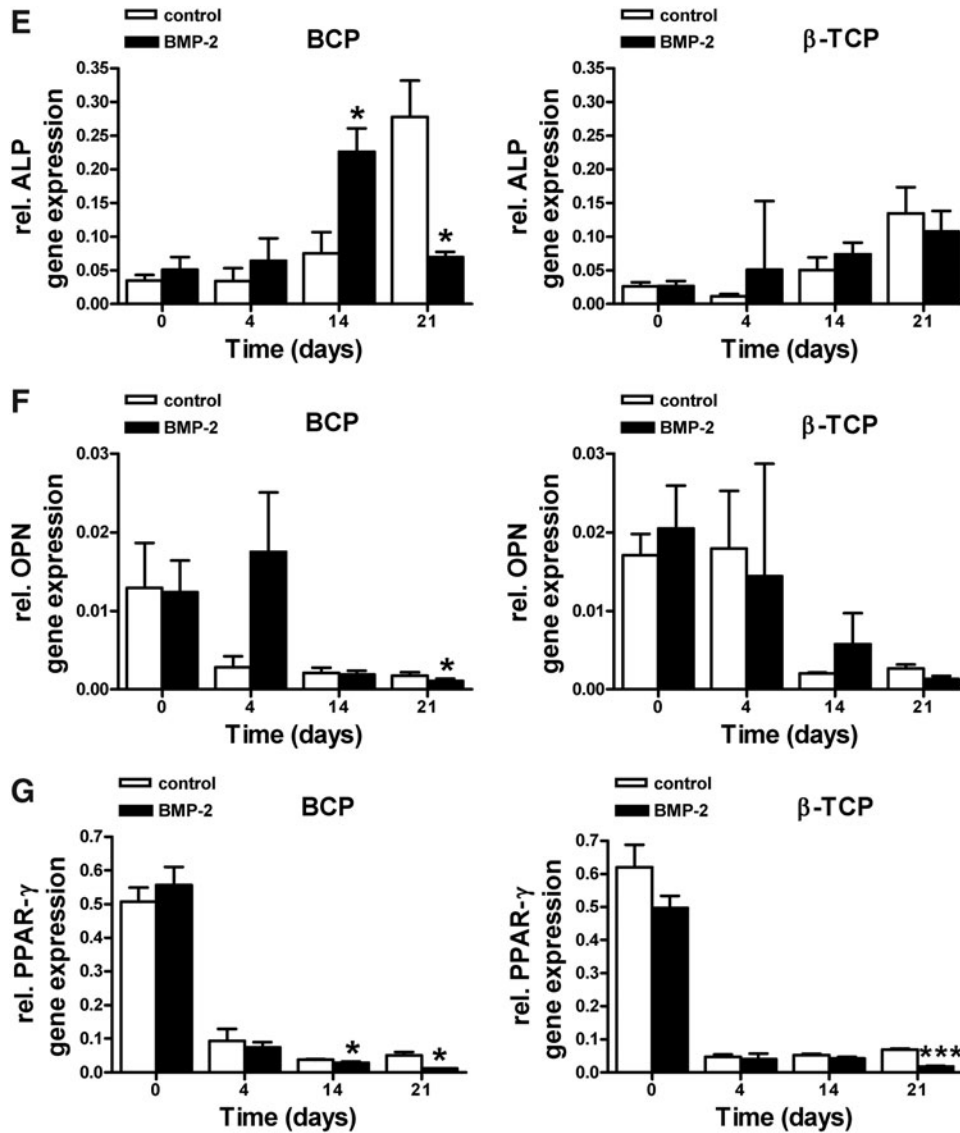 E
control
BMP-2
BCP
rel. ALP
gene expression
0.35
0.30
0.25
0.20
0.15
0.10
0.05
0.00
*
*
0 4 14 21
Time (days)
control
BMP-2
β-TCP
rel. ALP
gene expression
0.35
0.30
0.25
0.20
0.15
0.10
0.05
0.00
0 4 14 21
Time (days)
F
control
BMP-2
BCP
rel. OPN
gene expression
0.03
0.02
0.01
0.00
*
0 4 14 21
Time (days)
control
BMP-2
β-TCP
rel. OPN
gene expression
0.03
0.02
0.01
0.00
0 4 14 21
Time (days)
G
control
BMP-2
BCP
rel. PPAR-γ
gene expression
0.7
0.6
0.5
0.4
0.3
0.2
0.1
0.0
*
*
0 4 14 21
Time (days)
control
BMP-2
β-TCP
rel. PPAR-γ
gene expression
0.7
0.6
0.5
0.4
0.3
0.2
0.1
0.0
***
0 4 14 21
Time (days)